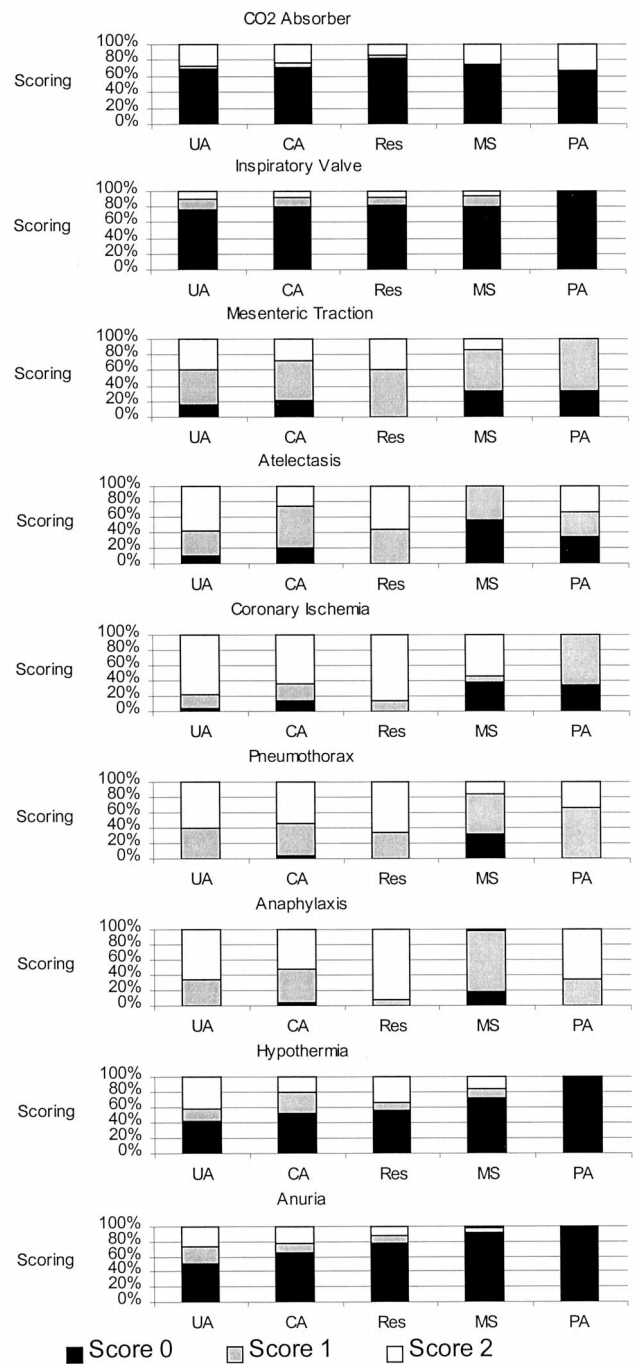 CO2 Absorber
Scoring
100%
80%
60%
40%
20%
0%
UA CA Res MS PA
Inspiratory Valve
Scoring
100%
80%
60%
40%
20%
0%
UA CA Res MS PA
Mesenteric Traction
Scoring
100%
80%
60%
40%
20%
0%
UA CA Res MS PA
Atelectasis
Scoring
100%
80%
60%
40%
20%
0%
UA CA Res MS PA
Coronary Ischemia
Scoring
100%
80%
60%
40%
20%
0%
UA CA Res MS PA
Pneumothorax
Scoring
100%
80%
60%
40%
20%
0%
UA CA Res MS PA
Anaphylaxis
Scoring
100%
80%
60%
40%
20%
0%
UA CA Res MS PA
Hypothermia
Scoring
100%
80%
60%
40%
20%
0%
UA CA Res MS PA
Anuria
Scoring
100%
80%
60%
40%
20%
0%
UA CA Res MS PA
Score 0 Score 1 Score 2